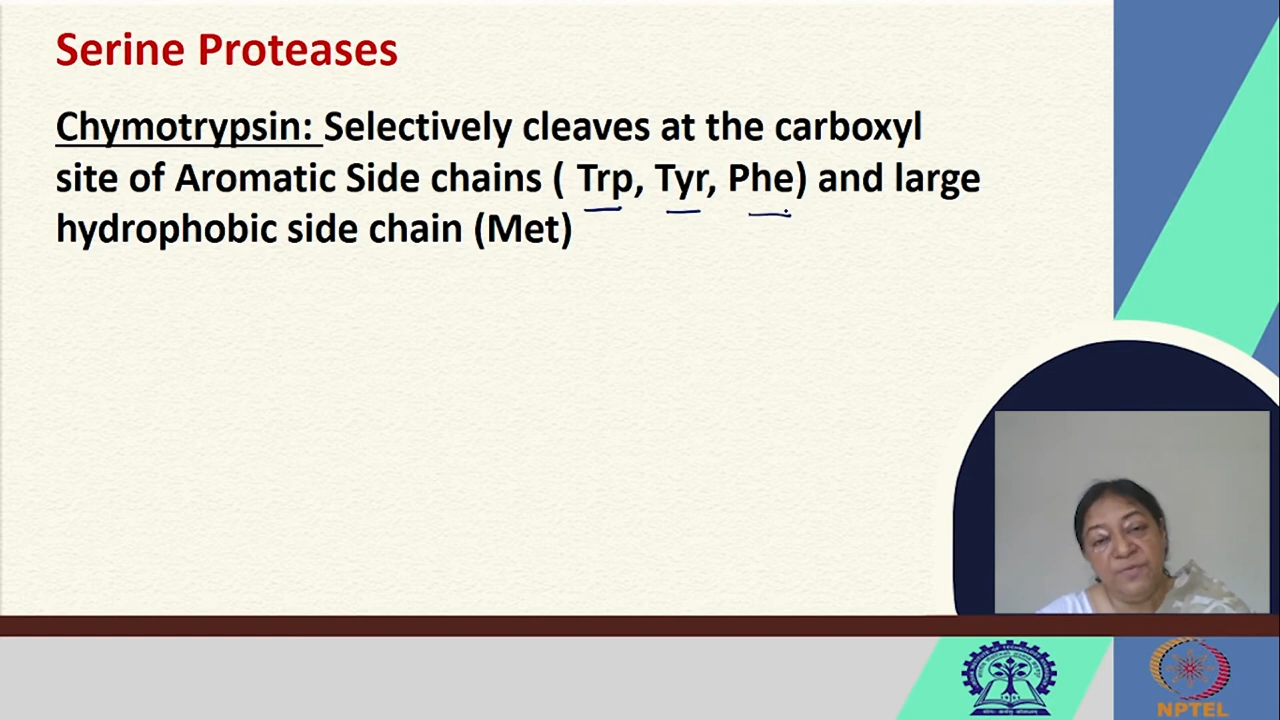 Serine Proteases
Chymotrypsin: Selectively cleaves at the carboxyl
site of Aromatic Side chains ( Trp, Tyr, Phe) and large
hydrophobic side chain (Met)
NPTEL